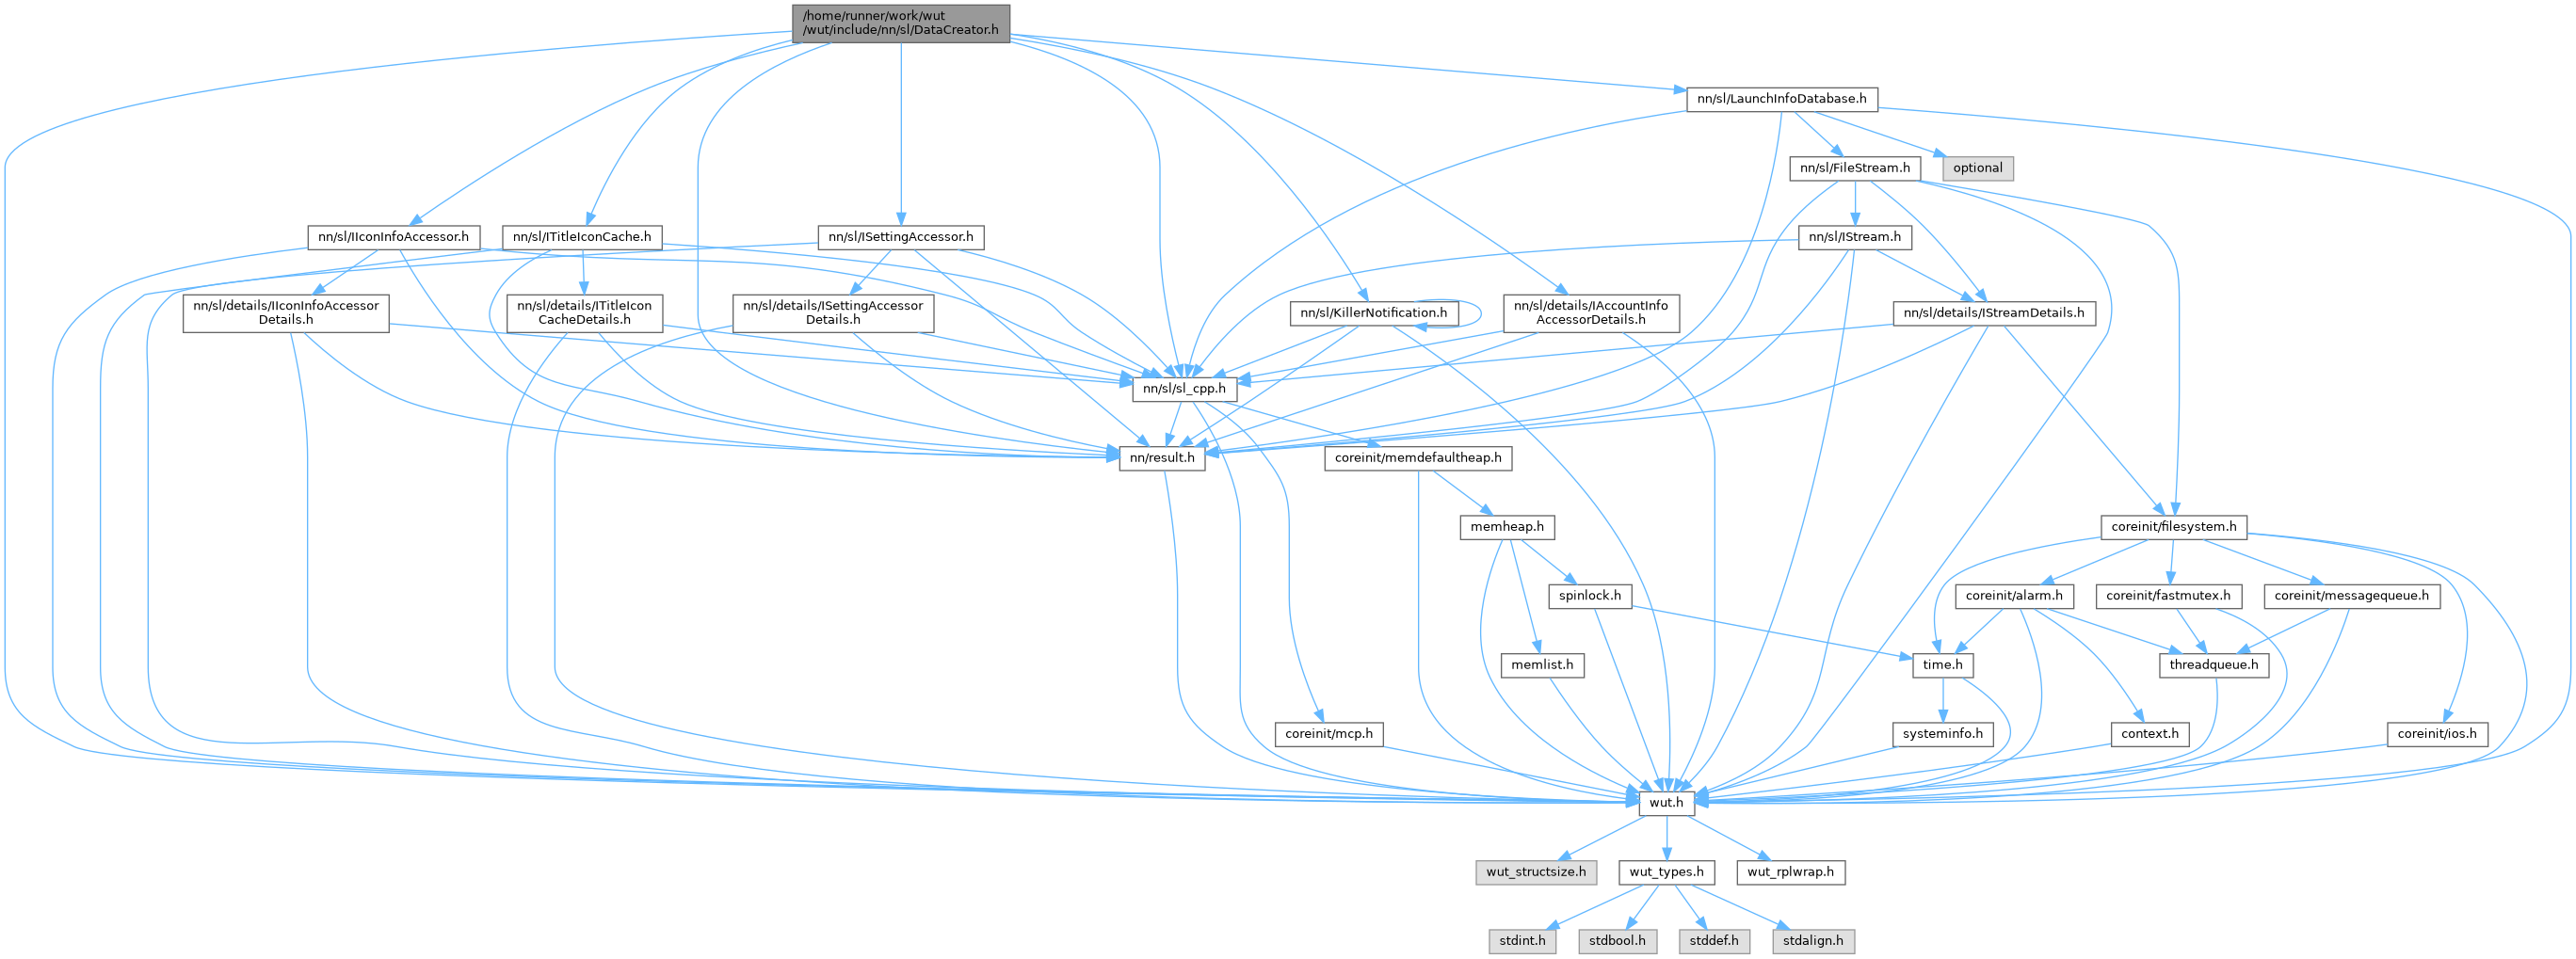 /home/runner/work/wut
/wut/include/nn/sl/DataCreator.h
nn/sl/LaunchInfoDatabase.h
nn/sl/FileStream.h
optional
nn/sl/IIconInfoAccessor.h
nn/sl/ITitleIconCache.h
nn/sl/ISettingAccessor.h
nn/sl/IStream.h
nn/sl/details/IIconInfoAccessor
Details.h
nn/sl/details/ITitleIcon
CacheDetails.h
nn/sl/details/ISettingAccessor
Details.h
nn/sl/KillerNotification.h
nn/sl/details/IAccountInfo
AccessorDetails.h
nn/sl/details/IStreamDetails.h
nn/sl/sl_cpp.h
nn/result.h
coreinit/memdefaultheap.h
memheap.h
coreinit/filesystem.h
spinlock.h
coreinit/alarm.h
coreinit/fastmutex.h
coreinit/messagequeue.h
memlist.h
time.h
threadqueue.h
coreinit/mcp.h
systeminfo.h
context.h
coreinit/ios.h
wut.h
wut_structsize.h
wut_types.h
wut_rplwrap.h
stdint.h
stdbool.h
stddef.h
stdalign.h